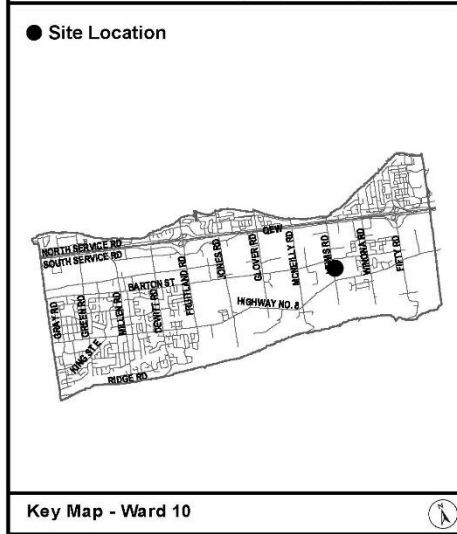 Site Location
NORTH SERVICE RD
SOUTH SERVICE RD
QEW
BARTON ST
HIGHWAY NO. 8
GRAY RD
GREEN RD
MILLEN RD
DEWITT RD
FRUITLAND RD
JONES RD
GLOVER RD
MCNEILLY RD
RD
WINONA RD
FIFTY RD
KING ST E
RIDGE RD
Key Map - Ward 10
N